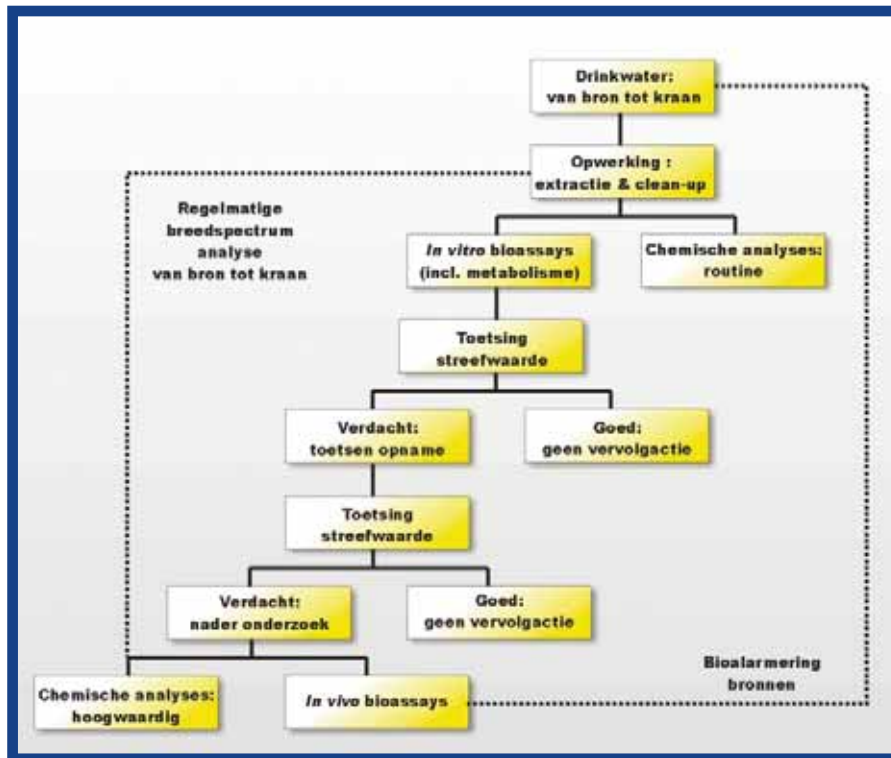 Drinkwater:
van bron tot kraan
Opwerking :
extractie & clean-up
Regelmatige
breedspectrum
analyse
van bron tot kraan
In vitro bioassays
(incl. metabolisme)
Chemische analyses:
routine
Toetsing
streefwaarde
Verdacht:
toetsen opname
Goed:
geen vervolgactie
Toetsing
streefwaarde
Verdacht:
nader onderzoek
Goed:
geen vervolgactie
Bioalarmering
bronnen
Chemische analyses:
hoogwaardig
In vivo bioassays